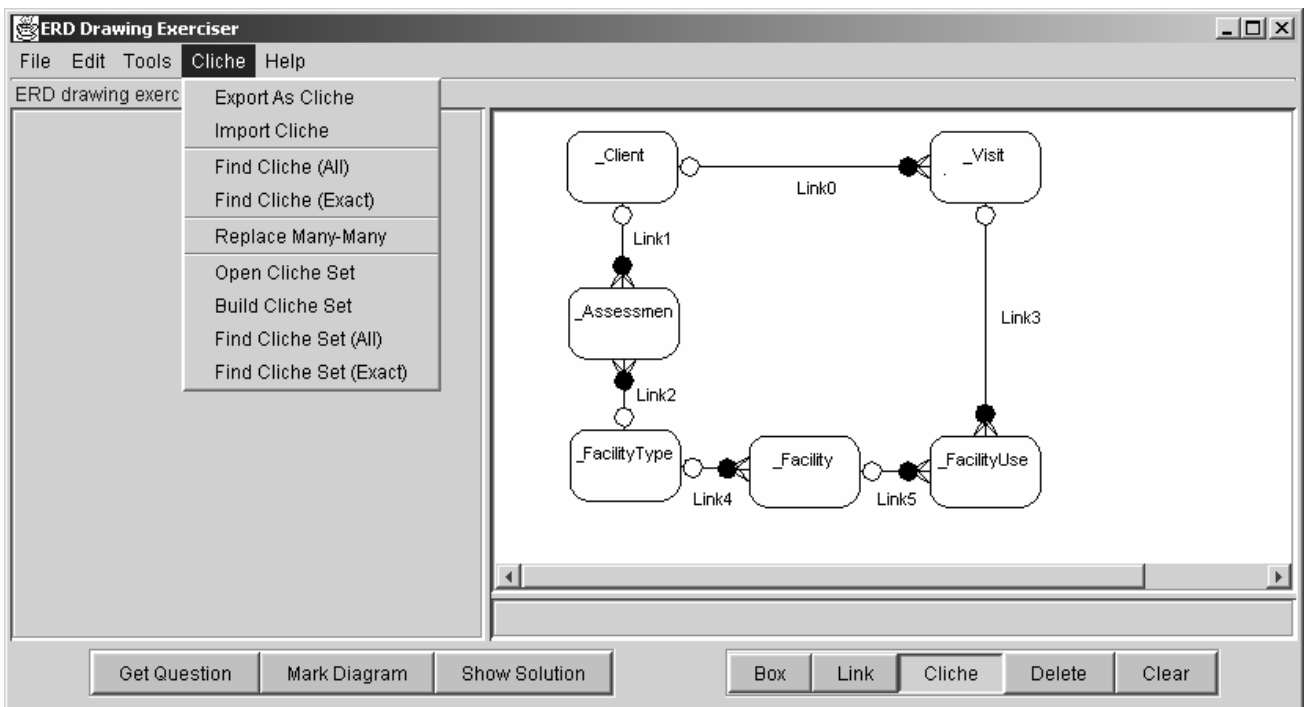 ERD Drawing Exerciser
File Edit Tools Cliche Help
ERD drawing exerc
Export As Cliche
Import Cliche
Find Cliche (All)
Find Cliche (Exact)
Replace Many-Many
Open Cliche Set
Build Cliche Set
Find Cliche Set (All)
Find Cliche Set (Exact)
_Client
_Visit
Link0
Link1
_Assessmen
Link3
Link2
_FacilityType
_Facility
_FacilityUse
Link4
Link5
Get Question Mark Diagram Show Solution Box Link Cliche Delete Clear